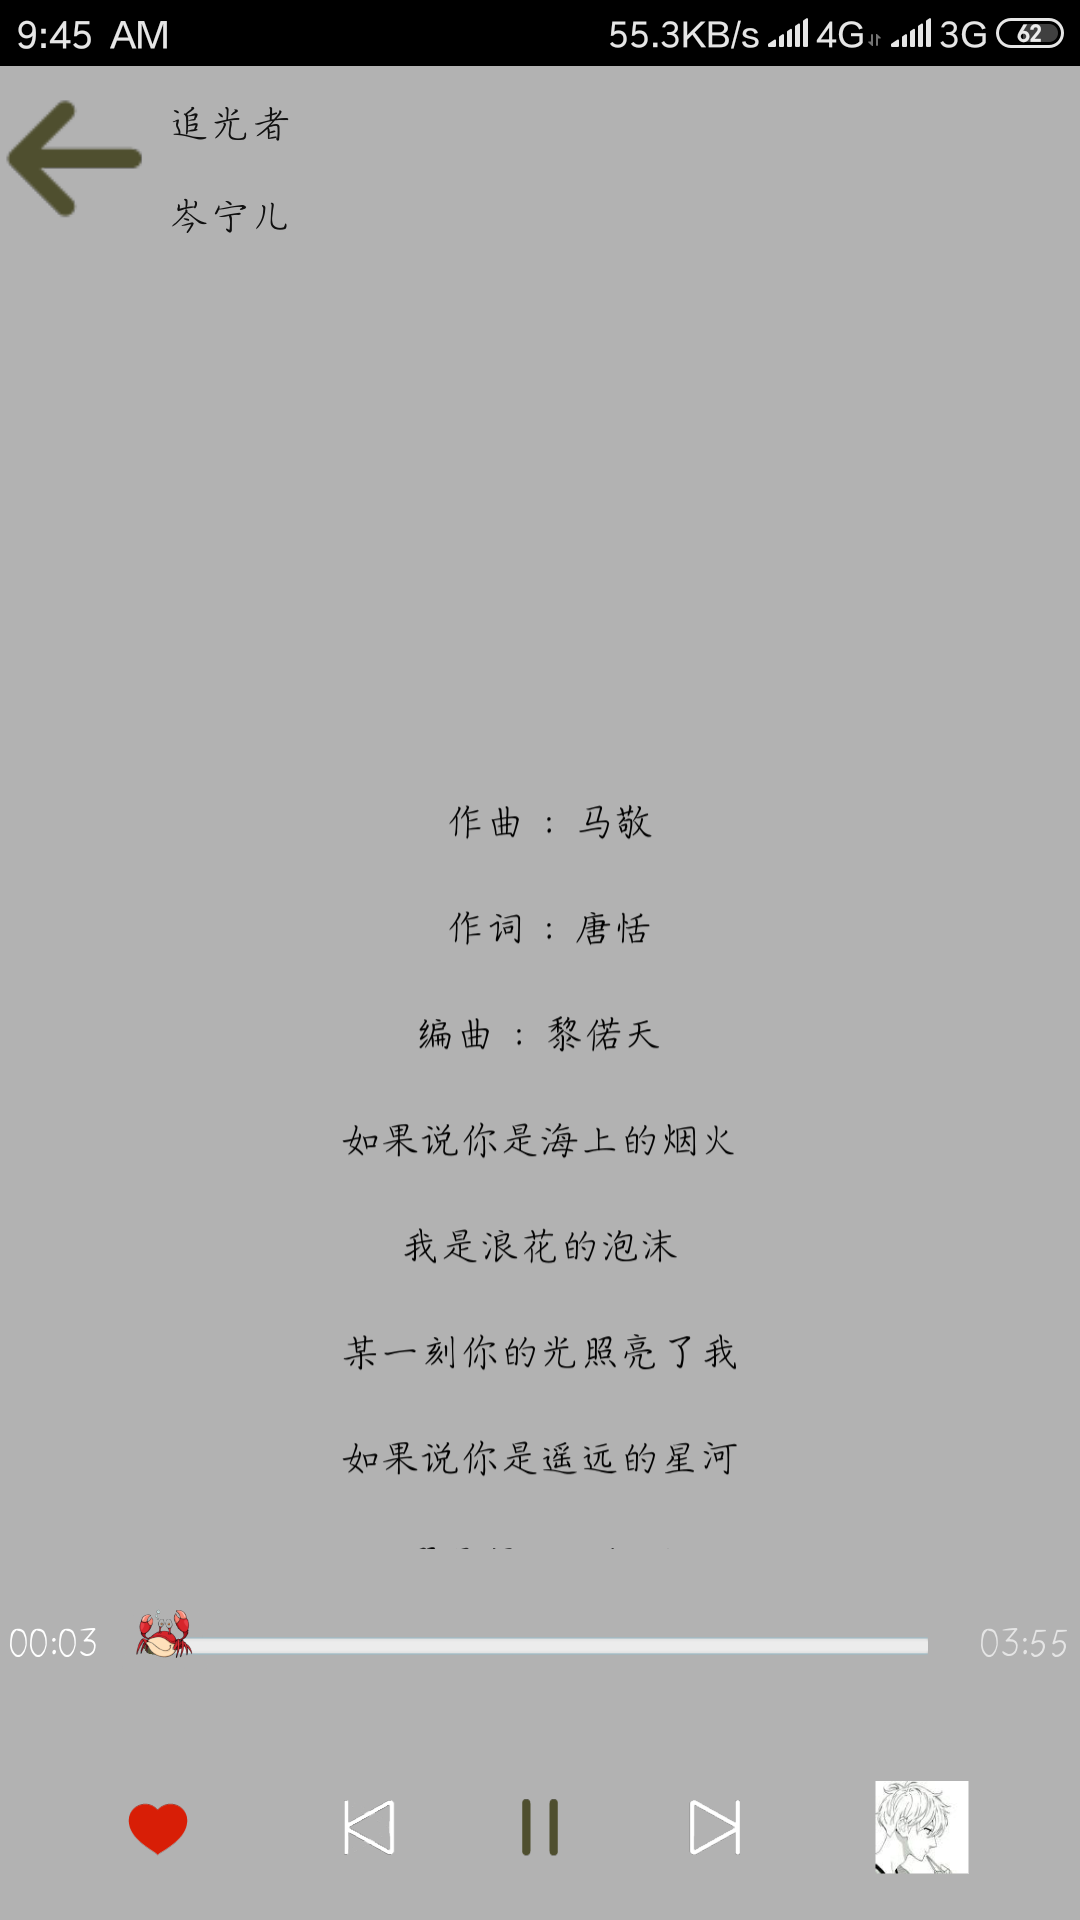 9:45 AM 55.3KB/s 4G 3G 62
追光者
岑宁儿
作曲 : 马敬
作词 : 唐恬
编曲 : 黎偌天
如果说你是海上的烟火
我是浪花的泡沫
某一刻你的光照亮了我
如果说你是遥远的星河
00:03 03:55